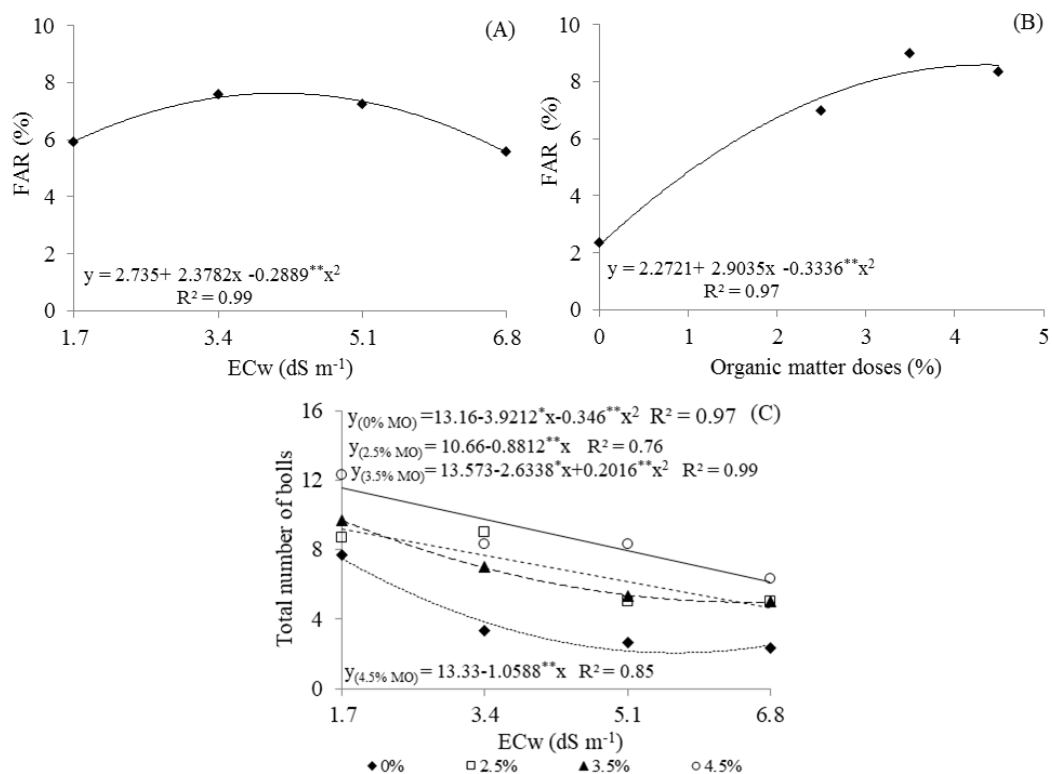 (A)
10
8
6
4
2
0
FAR (%)
y = 2.735+ 2.3782x -0.2889**x²
R² = 0.99
1.7 3.4 5.1 6.8
ECw (dS m-1)
(B)
10
8
6
4
2
0
FAR (%)
y = 2.2721+ 2.9035x -0.3336**x²
R² = 0.97
0 1 2 3 4 5
Organic matter doses (%)
(C)
16
12
8
4
0
Total number of bolls
y(0% MO) =13.16-3.9212*x-0.346**x² R² = 0.97
y(2.5% MO) = 10.66-0.8812**x R² = 0.76
y(3.5% MO) = 13.573-2.6338*x+0.2016**x² R² = 0.99
y(4.5% MO) = 13.33-1.0588**x R² = 0.85
1.7 3.4 5.1 6.8
ECw (dS m-1)
0% 2.5% 3.5% 4.5%